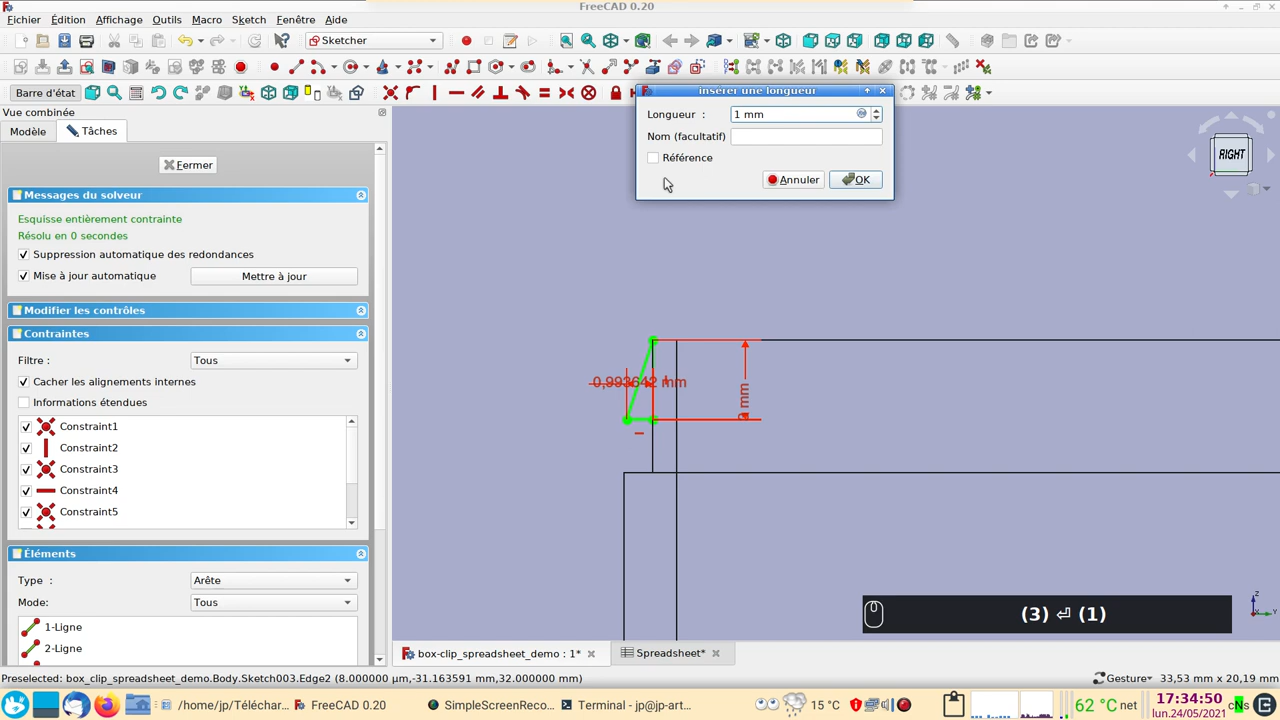 FreeCAD 0.20
Fichier Édition Affichage Outils Macro Sketch Fenêtre Aide
Sketcher
Barre d'état
insérer une longueur
Longueur : 1 mm
Nom (facultatif)
Référence
Annuler OK
Vue combinée
Modèle Tâches
Fermer
Messages du solveur
Esquisse entièrement contrainte
Résolu en 0 secondes
Suppression automatique des redondances
Mise à jour automatique Mettre à jour
Modifier les contrôles
Contraintes
Filtre : Tous
Cacher les alignements internes
Informations étendues
Constraint1
Constraint2
Constraint3
Constraint4
Constraint5
Éléments
Type : Arête
Mode: Tous
1-Ligne
2-Ligne
RIGHT
0,993642 mm
mm
(3) ⏎ (1)
Z
Y
box-clip_spreadsheet_demo : 1*
Spreadsheet*
Preselected: box_clip_spreadsheet_demo.Body.Sketch003.Edge2 (8.000000 µm,-31.163591 mm,32.000000 mm)
Gesture
33,53 mm x 20,19 mm
/home/jp/Téléchar...
FreeCAD 0.20
SimpleScreenReco...
Terminal - jp@jp-art...
15 °C
62 °C net
17:34:50
lun.24/05/2021
cNs